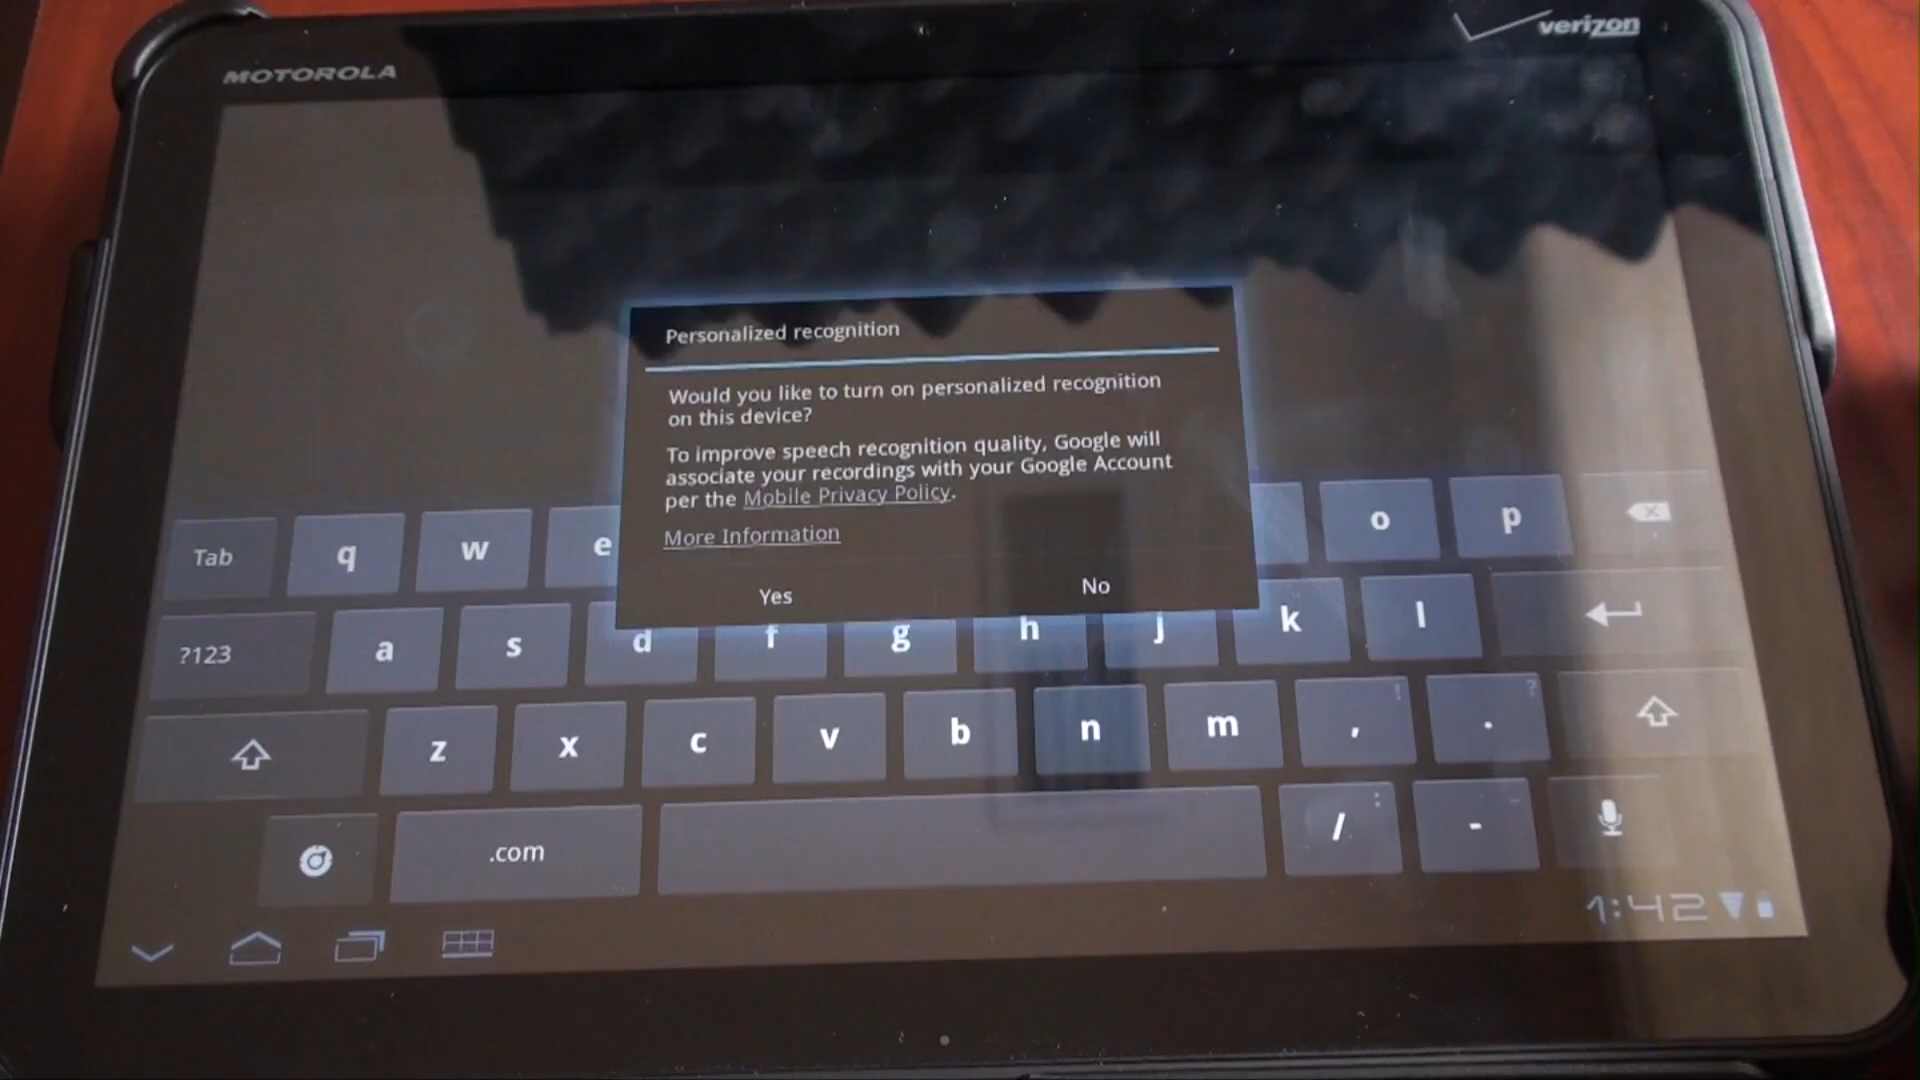 MOTOROLA
verizon
Personalized recognition
Would you like to turn on personalized recognition
on this device?
To improve speech recognition quality, Google will
associate your recordings with your Google Account
per the Mobile Privacy Policy.
More Information
Yes No
Tab q w e o p
?123 a s d f g h j k l
z x c v b n m , ! . ?
.com / : - _
1:42